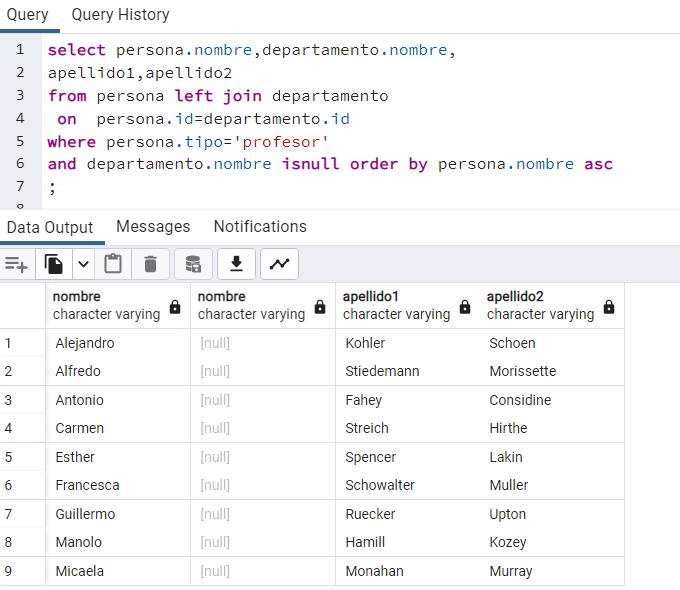 Query Query History
1 select persona.nombre,departamento.nombre,
2 apellido1,apellido2
3 from persona left join departamento
4 on persona.id=departamento.id
5 where persona.tipo='profesor'
6 and departamento.nombre isnull order by persona.nombre asc
7 ;
8
Data Output Messages Notifications
nombre nombre apellido1 apellido2
character varying character varying character varying character varying
1 Alejandro [null] Kohler Schoen
2 Alfredo [null] Stiedemann Morissette
3 Antonio [null] Fahey Considine
4 Carmen [null] Streich Hirthe
5 Esther [null] Spencer Lakin
6 Francesca [null] Schowalter Muller
7 Guillermo [null] Ruecker Upton
8 Manolo [null] Hamill Kozey
9 Micaela [null] Monahan Murray